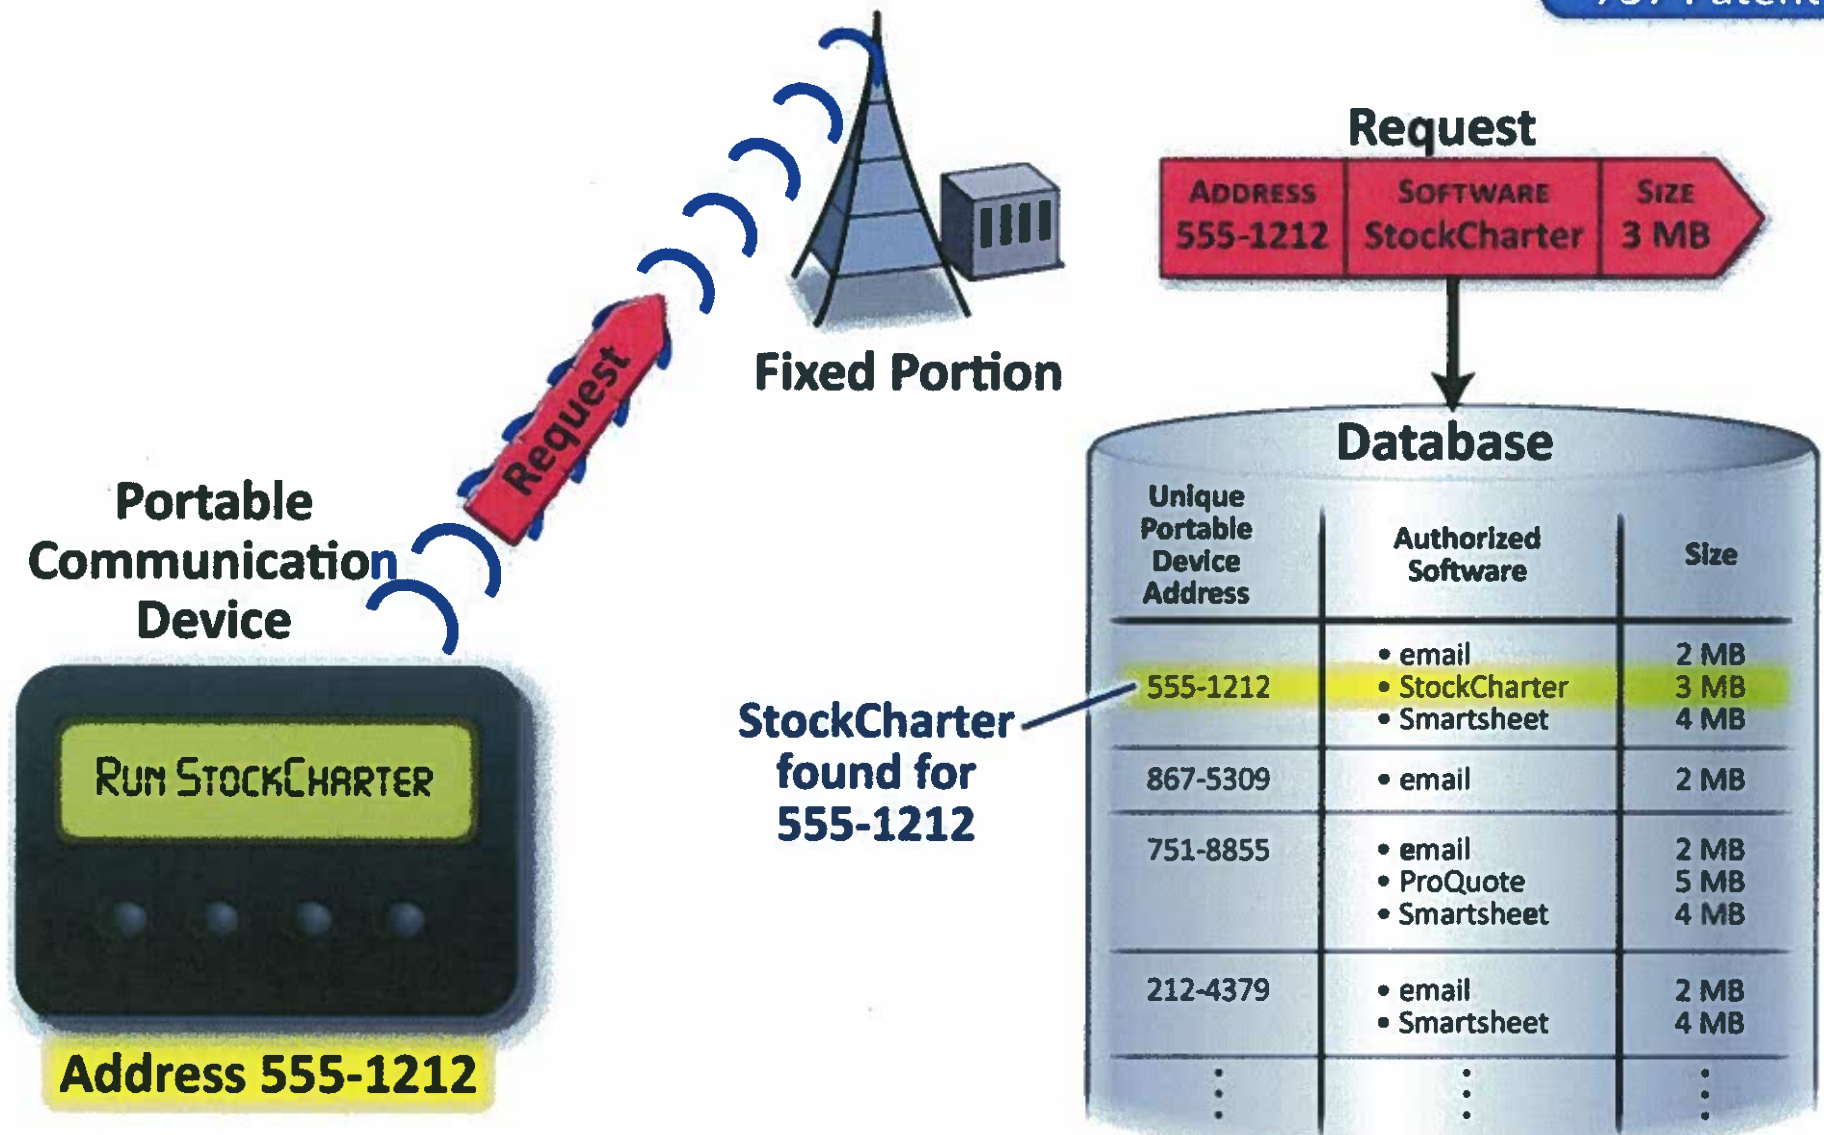 '757 Patent
Request
ADDRESS SOFTWARE SIZE
555-1212 StockCharter 3 MB
Fixed Portion
Request
Portable
Communication
Device
RUN STOCKCHARTER
Address 555-1212
StockCharter
found for
555-1212
Database
Unique
Portable
Device
Address
Authorized
Software
Size
• email 2 MB
555-1212 • StockCharter 3 MB
• Smartsheet 4 MB
867-5309 • email 2 MB
751-8855 • email 2 MB
• ProQuote 5 MB
• Smartsheet 4 MB
212-4379 • email 2 MB
• Smartsheet 4 MB